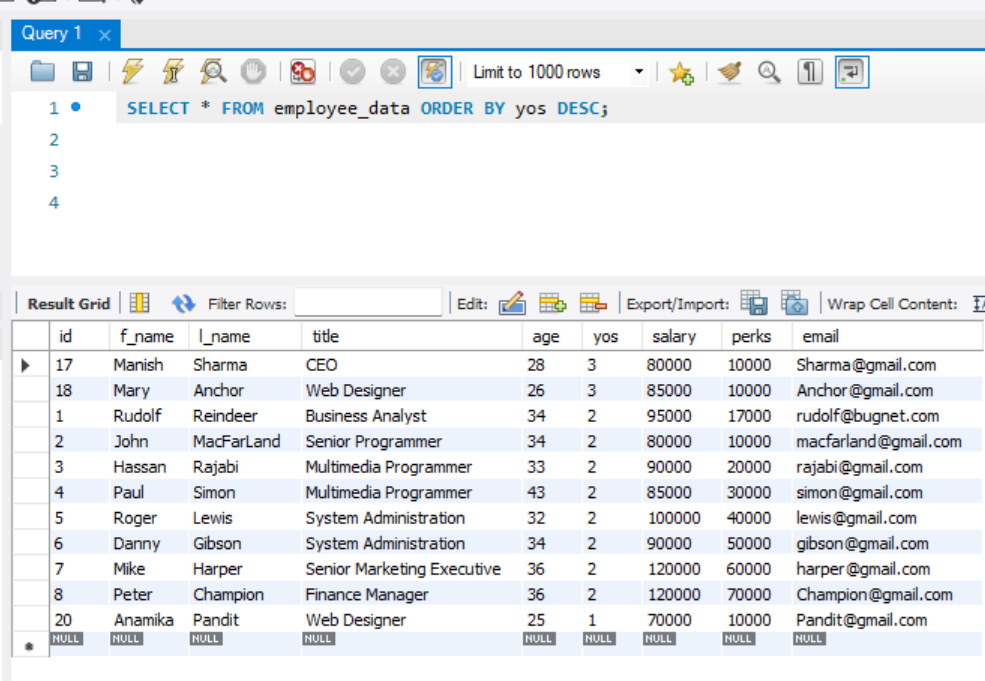 Query 1 ×
Limit to 1000 rows
1 SELECT * FROM employee_data ORDER BY yos DESC;
2
3
4
Result Grid Filter Rows: Edit: Export/Import: Wrap Cell Content:
id f_name l_name title age yos salary perks email
17 Manish Sharma CEO 28 3 80000 10000 Sharma@gmail.com
18 Mary Anchor Web Designer 26 3 85000 10000 Anchor@gmail.com
1 Rudolf Reindeer Business Analyst 34 2 95000 17000 rudolf@bugnet.com
2 John MacFarLand Senior Programmer 34 2 80000 10000 macfarland@gmail.com
3 Hassan Rajabi Multimedia Programmer 33 2 90000 20000 rajabi@gmail.com
4 Paul Simon Multimedia Programmer 43 2 85000 30000 simon@gmail.com
5 Roger Lewis System Administration 32 2 100000 40000 lewis@gmail.com
6 Danny Gibson System Administration 34 2 90000 50000 gibson@gmail.com
7 Mike Harper Senior Marketing Executive 36 2 120000 60000 harper@gmail.com
8 Peter Champion Finance Manager 36 2 120000 70000 Champion@gmail.com
20 Anamika Pandit Web Designer 25 1 70000 10000 Pandit@gmail.com
NULL NULL NULL NULL NULL NULL NULL NULL NULL